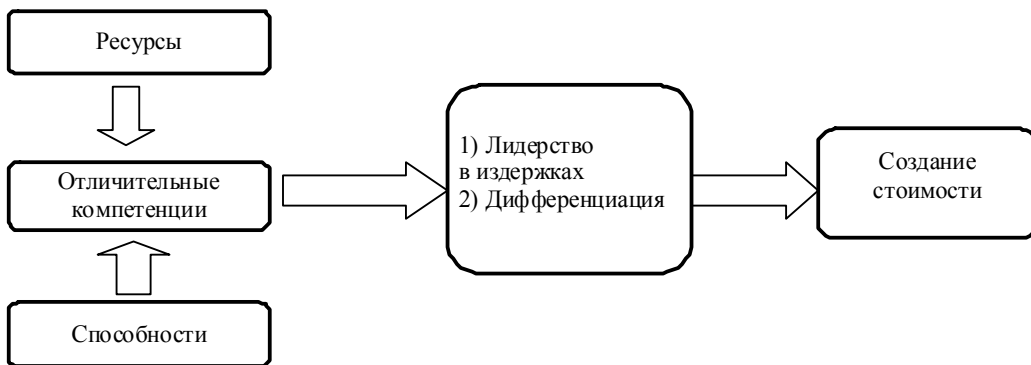 Ресурсы
Отличительные
компетенции
Способности
1) Лидерство
в издержках
2) Дифференциация
Создание
стоимости